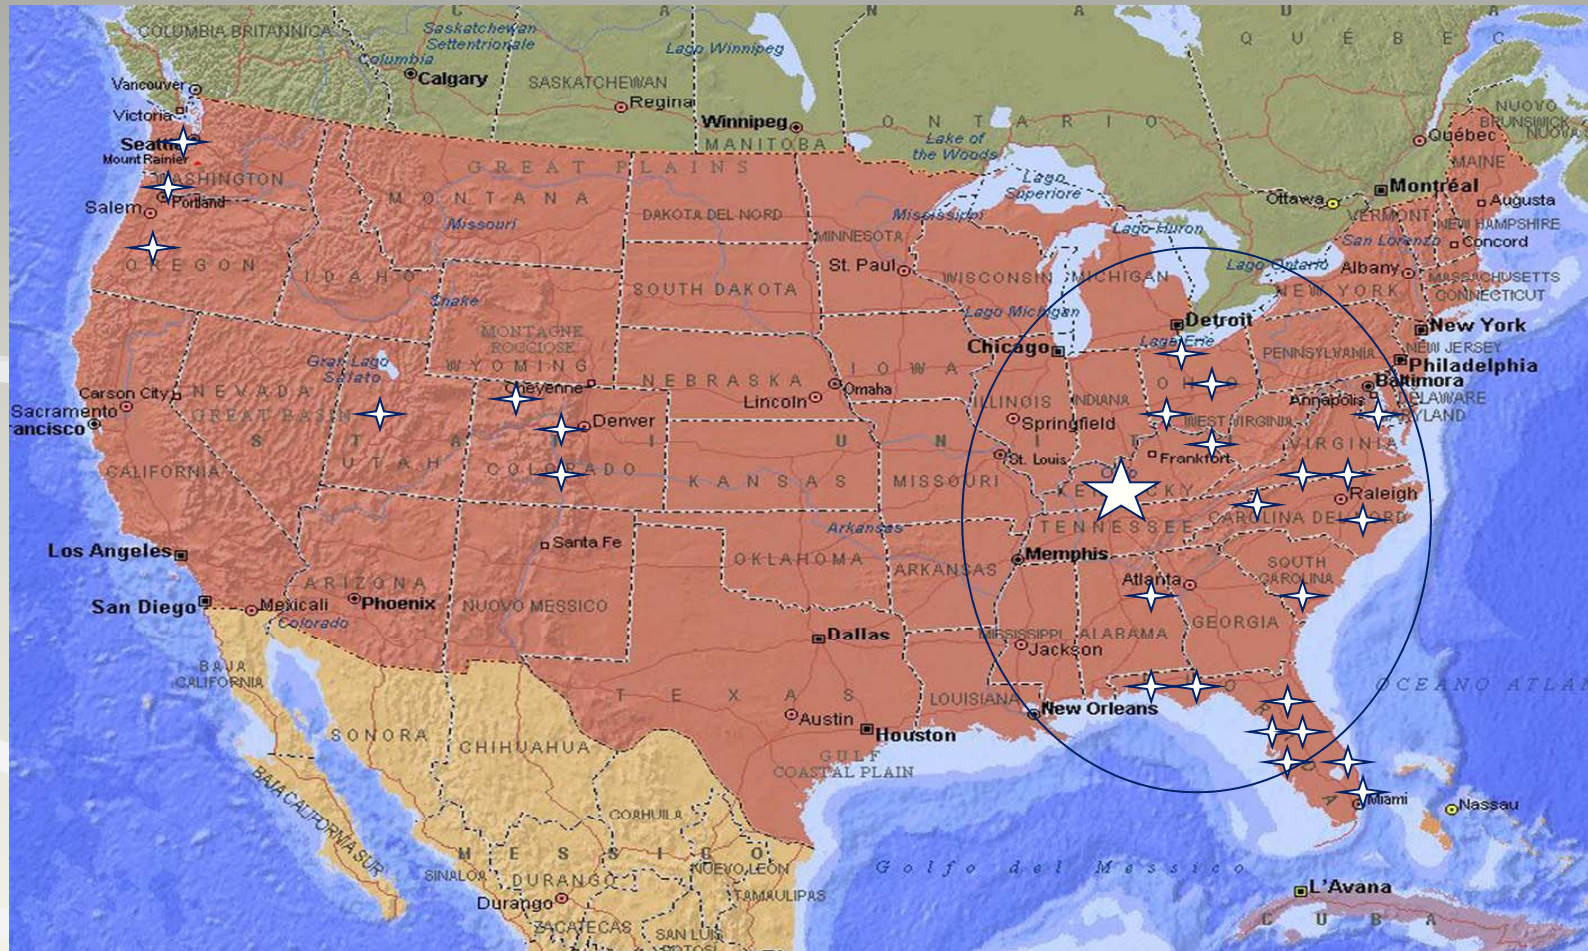 C A N A D A
COLUMBIA BRITANNICA
Saskatchewan
Settentrionale
Lago Winnipeg
Q U É B E C
Columbia
Calgary
SASKATCHEWAN
Vancouver
Regina
Victoria
Winnipeg
O N T A R I O
NUOVO
BRUNSWICK
NUOVA
MANITOBA
Lake of
the Woods
Québec
Seattle
Mount Rainier
GREAT PLAINS
MAINE
WASHINGTON
MONTANA
Lago
Superiore
Montréal
Ottawa
Augusta
Portland
Salem
DAKOTA DEL NORD
Mississippi
VERMONT
NEW HAMPSHIRE
Missouri
MINNESOTA
Lago Huron
San Lorenzo
Concord
OREGON
IDAHO
St. Paul
WISCONSIN
MICHIGAN
Lago Ontario
Albany
MASSACHUSETTS
SOUTH DAKOTA
NEW YORK
CONNECTICUT
Snake
Lago Michigan
Detroit
New York
MONTAGNE
ROCCIOSE
Chicago
Lago Erie
PENNSYLVANIA
NEW JERSEY
Gran Lago
Salato
WYOMING
IOWA
Philadelphia
Cheyenne
NEBRASKA
Omaha
OHIO
Baltimora
Carson City
NEVADA
Lincoln
ILLINOIS
INDIANA
Annapolis
DELAWARE
Sacramento
GREAT BASIN
Denver
Springfield
WEST VIRGINIA
RYLAND
ancisco
S T A T I U N I T I
VIRGINIA
UTAH
St. Louis
Frankfort
CALIFORNIA
COLORADO
KANSAS
MISSOURI
Ohio
KENTUCKY
Raleigh
Arkansas
TENNESSEE
CAROLINA DEL NORD
Los Angeles
Santa Fe
OKLAHOMA
Memphis
ARKANSAS
SOUTH
CAROLINA
ARIZONA
Atlanta
San Diego
Mexicali
Phoenix
NUOVO MESSICO
Colorado
Dallas
MISSISSIPPI
ALABAMA
GEORGIA
Jackson
BAJA
CALIFORNIA
TEXAS
LOUISIANA
OCEANO ATLAN
New Orleans
Austin
SONORA
CHIHUAHUA
Houston
GULF
COASTAL PLAIN
BAJA CALIFORNIA SUR
Miami
Nassau
COAHUILA
MESSICO
Golfo del Messico
SINALOA
DURANGO
NUEVO LEON
L'Avana
Durango
TAMAULIPAS
ZACATECAS
CUBA
SAN LUIS
POTOSI